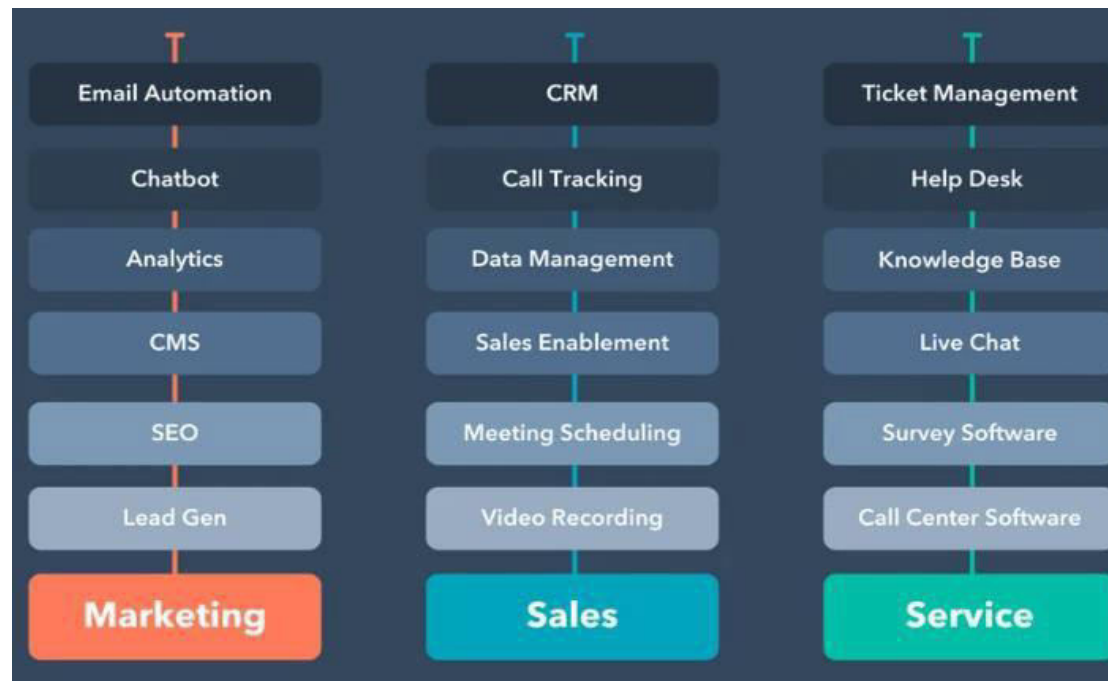 Email Automation
Chatbot
Analytics
CMS
SEO
Lead Gen
Marketing
CRM
Call Tracking
Data Management
Sales Enablement
Meeting Scheduling
Video Recording
Sales
Ticket Management
Help Desk
Knowledge Base
Live Chat
Survey Software
Call Center Software
Service